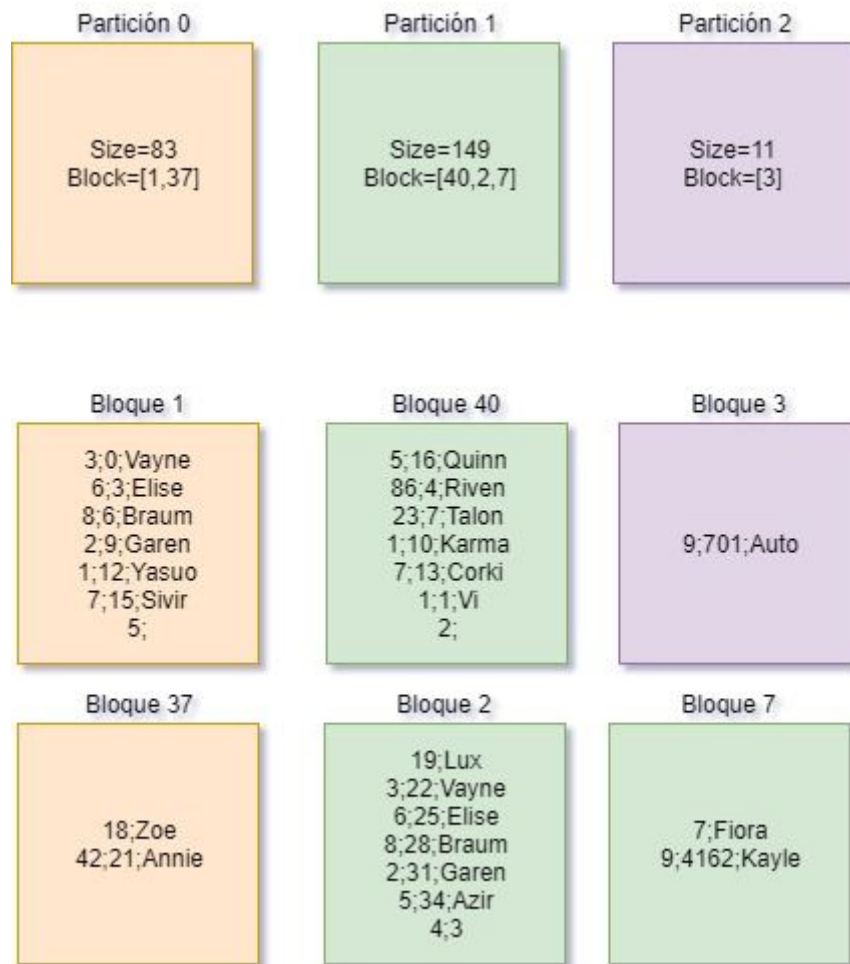 Partición 0
Size=83
Block=[1,37]
Partición 1
Size=149
Block=[40,2,7]
Partición 2
Size=11
Block=[3]
Bloque 1
3;0;Vayne
6;3;Elise
8;6;Braum
2;9;Garen
1;12;Yasuo
7;15;Sivir
5;
Bloque 40
5;16;Quinn
86;4;Riven
23;7;Talon
1;10;Karma
7;13;Corki
1;1;Vi
2;
Bloque 3
9;701;Auto
Bloque 37
18;Zoe
42;21;Annie
Bloque 2
19;Lux
3;22;Vayne
6;25;Elise
8;28;Braum
2;31;Garen
5;34;Azir
4;3
Bloque 7
7;Fiora
9;4162;Kayle